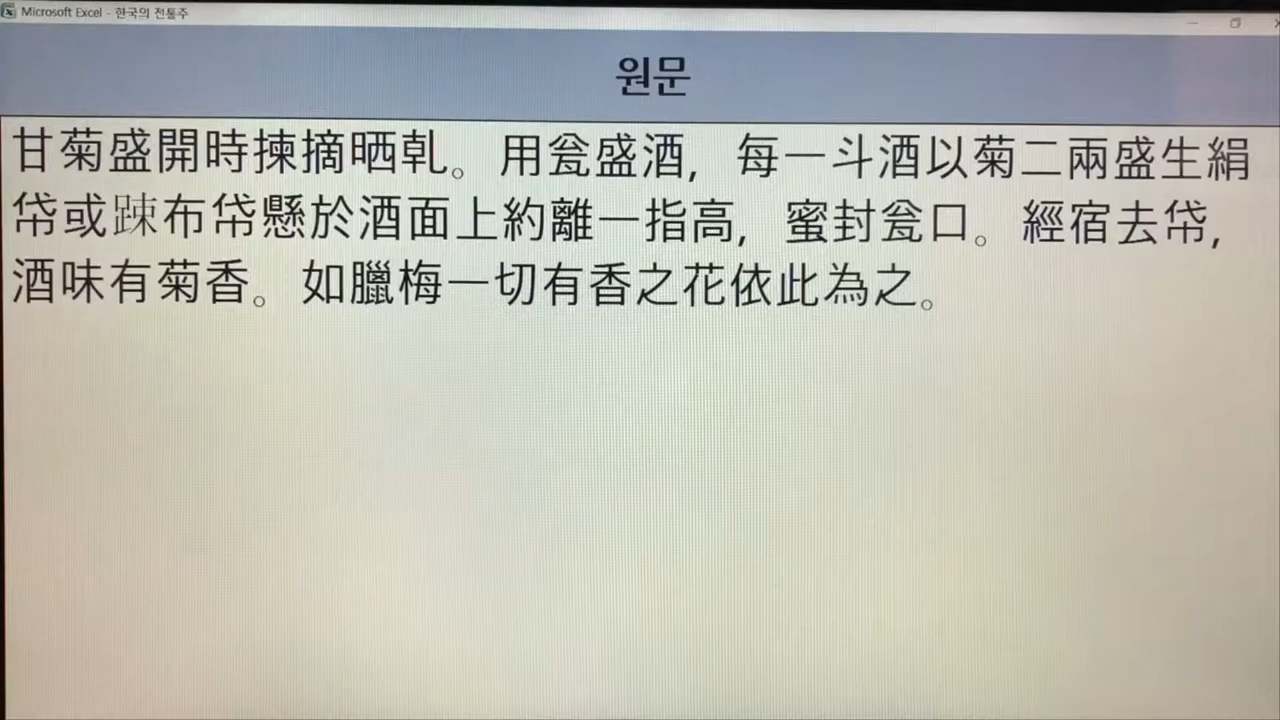 Microsoft Excel - 한국의 전통주
원문
甘菊盛開時揀摘晒乹。用瓮盛酒, 每一斗酒以菊二兩盛生絹
帒或踈布帒懸於酒面上約離一指高, 蜜封瓮口。經宿去帒,
酒味有菊香。如臘梅一切有香之花依此為之。